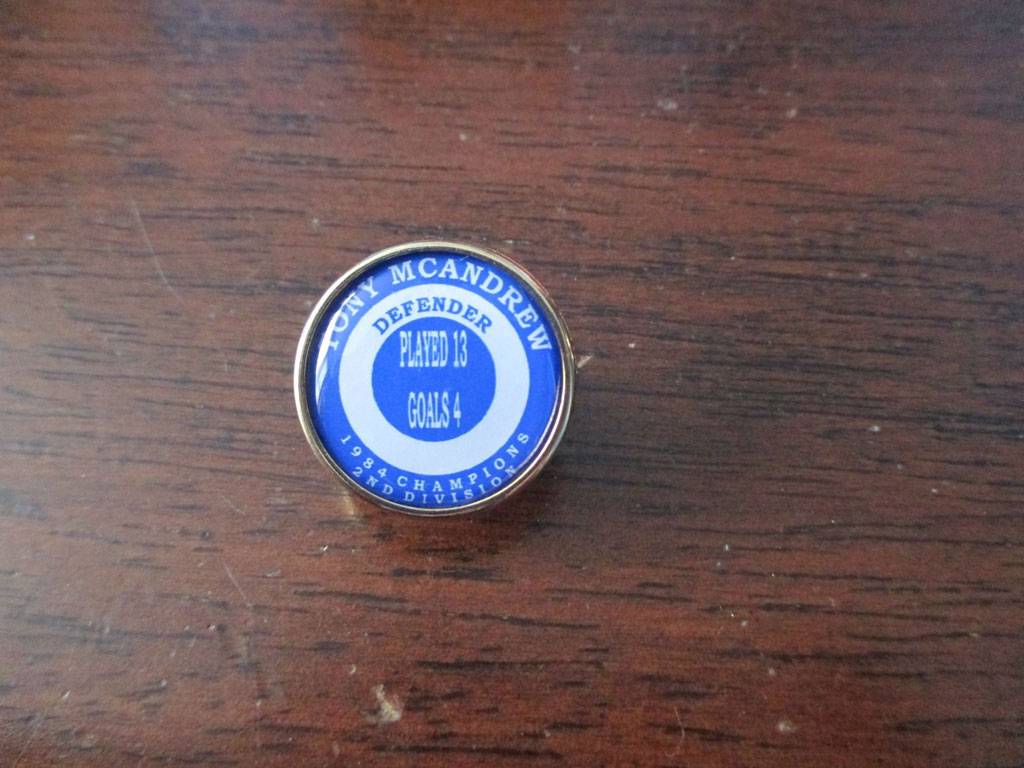 TONY MCANDREW
DEFENDER
PLAYED 13
GOALS 4
1984 CHAMPIONS
2ND DIVISION